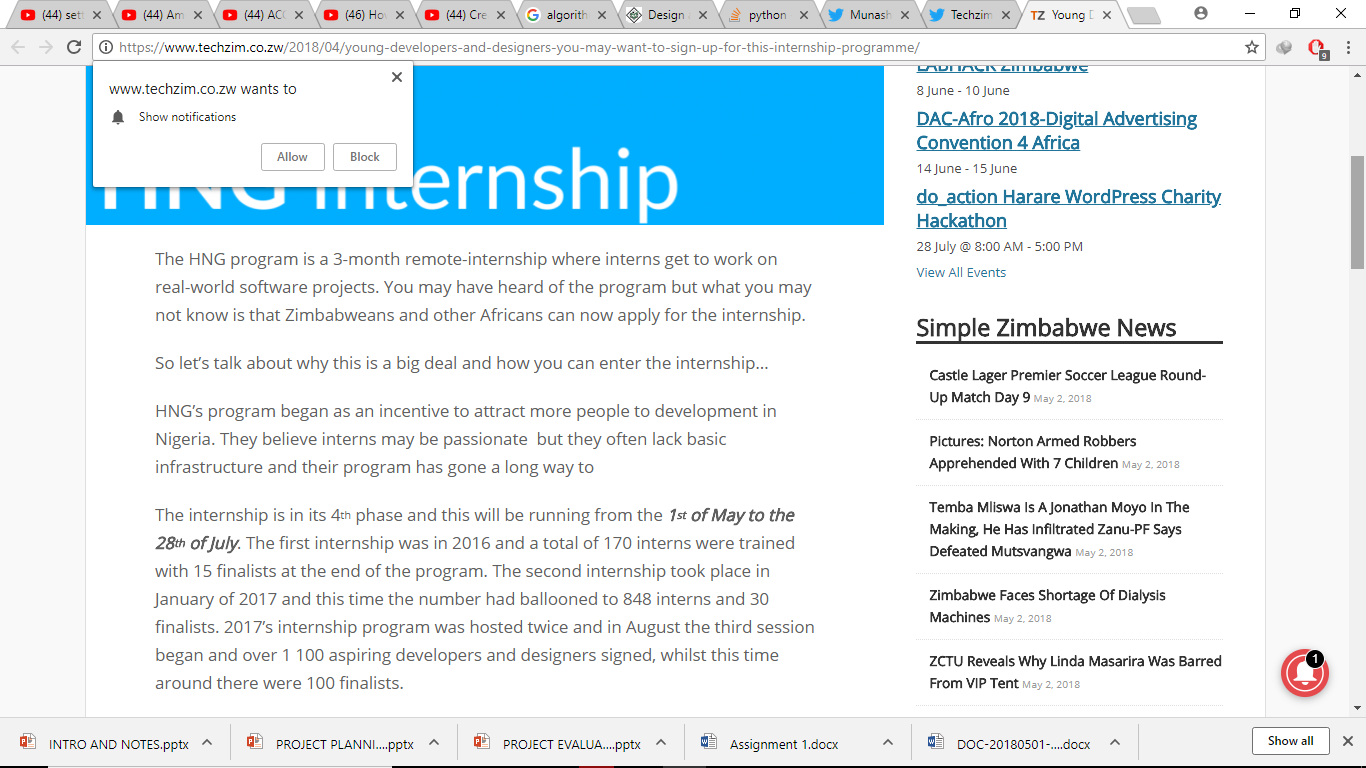 (44) set
(44) Am
(44) ACC
(46) Ho
(44) Cre
algorith
Design
python
Munash
Techzim
TZ Young D
https://www.techzim.co.zw/2018/04/young-developers-and-designers-you-may-want-to-sign-up-for-this-internship-programme/
9
www.techzim.co.zw wants to
Show notifications
Allow Block
HNG internship
The HNG program is a 3-month remote-internship where interns get to work on
real-world software projects. You may have heard of the program but what you may
not know is that Zimbabweans and other Africans can now apply for the internship.
So let’s talk about why this is a big deal and how you can enter the internship…
HNG’s program began as an incentive to attract more people to development in
Nigeria. They believe interns may be passionate  but they often lack basic
infrastructure and their program has gone a long way to
The internship is in its 4th phase and this will be running from the 1st of May to the
28th of July. The first internship was in 2016 and a total of 170 interns were trained
with 15 finalists at the end of the program. The second internship took place in
January of 2017 and this time the number had ballooned to 848 interns and 30
finalists. 2017’s internship program was hosted twice and in August the third session
began and over 1 100 aspiring developers and designers signed, whilst this time
around there were 100 finalists.
LABHACK Zimbabwe
8 June - 10 June
DAC-Afro 2018-Digital Advertising
Convention 4 Africa
14 June - 15 June
do_action Harare WordPress Charity
Hackathon
28 July @ 8:00 AM - 5:00 PM
View All Events
Simple Zimbabwe News
Castle Lager Premier Soccer League Round-
Up Match Day 9 May 2, 2018
Pictures: Norton Armed Robbers
Apprehended With 7 Children May 2, 2018
Temba Mliswa Is A Jonathan Moyo In The
Making, He Has Infiltrated Zanu-PF Says
Defeated Mutsvangwa May 2, 2018
Zimbabwe Faces Shortage Of Dialysis
Machines May 2, 2018
ZCTU Reveals Why Linda Masarira Was Barred
From VIP Tent May 2, 2018
1
INTRO AND NOTES.pptx
PROJECT PLANNI....pptx
PROJECT EVALUA....pptx
Assignment 1.docx
DOC-20180501-....docx
Show all